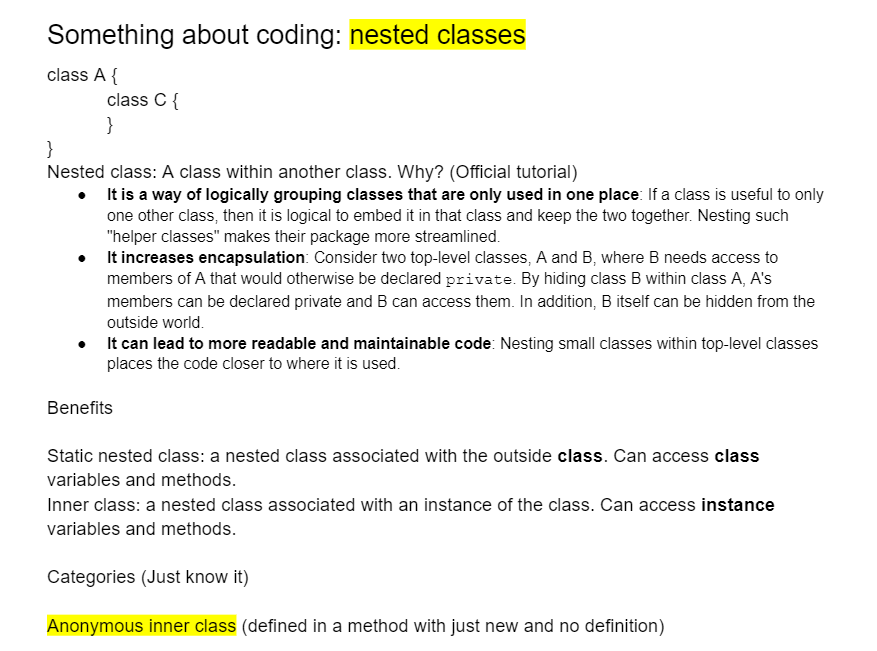 Something about coding: nested classes
class A {
class C {
}
}
Nested class: A class within another class. Why? (Official tutorial)
● It is a way of logically grouping classes that are only used in one place: If a class is useful to only
one other class, then it is logical to embed it in that class and keep the two together. Nesting such
"helper classes" makes their package more streamlined.
● It increases encapsulation: Consider two top-level classes, A and B, where B needs access to
members of A that would otherwise be declared private. By hiding class B within class A, A's
members can be declared private and B can access them. In addition, B itself can be hidden from the
outside world.
● It can lead to more readable and maintainable code: Nesting small classes within top-level classes
places the code closer to where it is used.
Benefits
Static nested class: a nested class associated with the outside class. Can access class
variables and methods.
Inner class: a nested class associated with an instance of the class. Can access instance
variables and methods.
Categories (Just know it)
Anonymous inner class (defined in a method with just new and no definition)